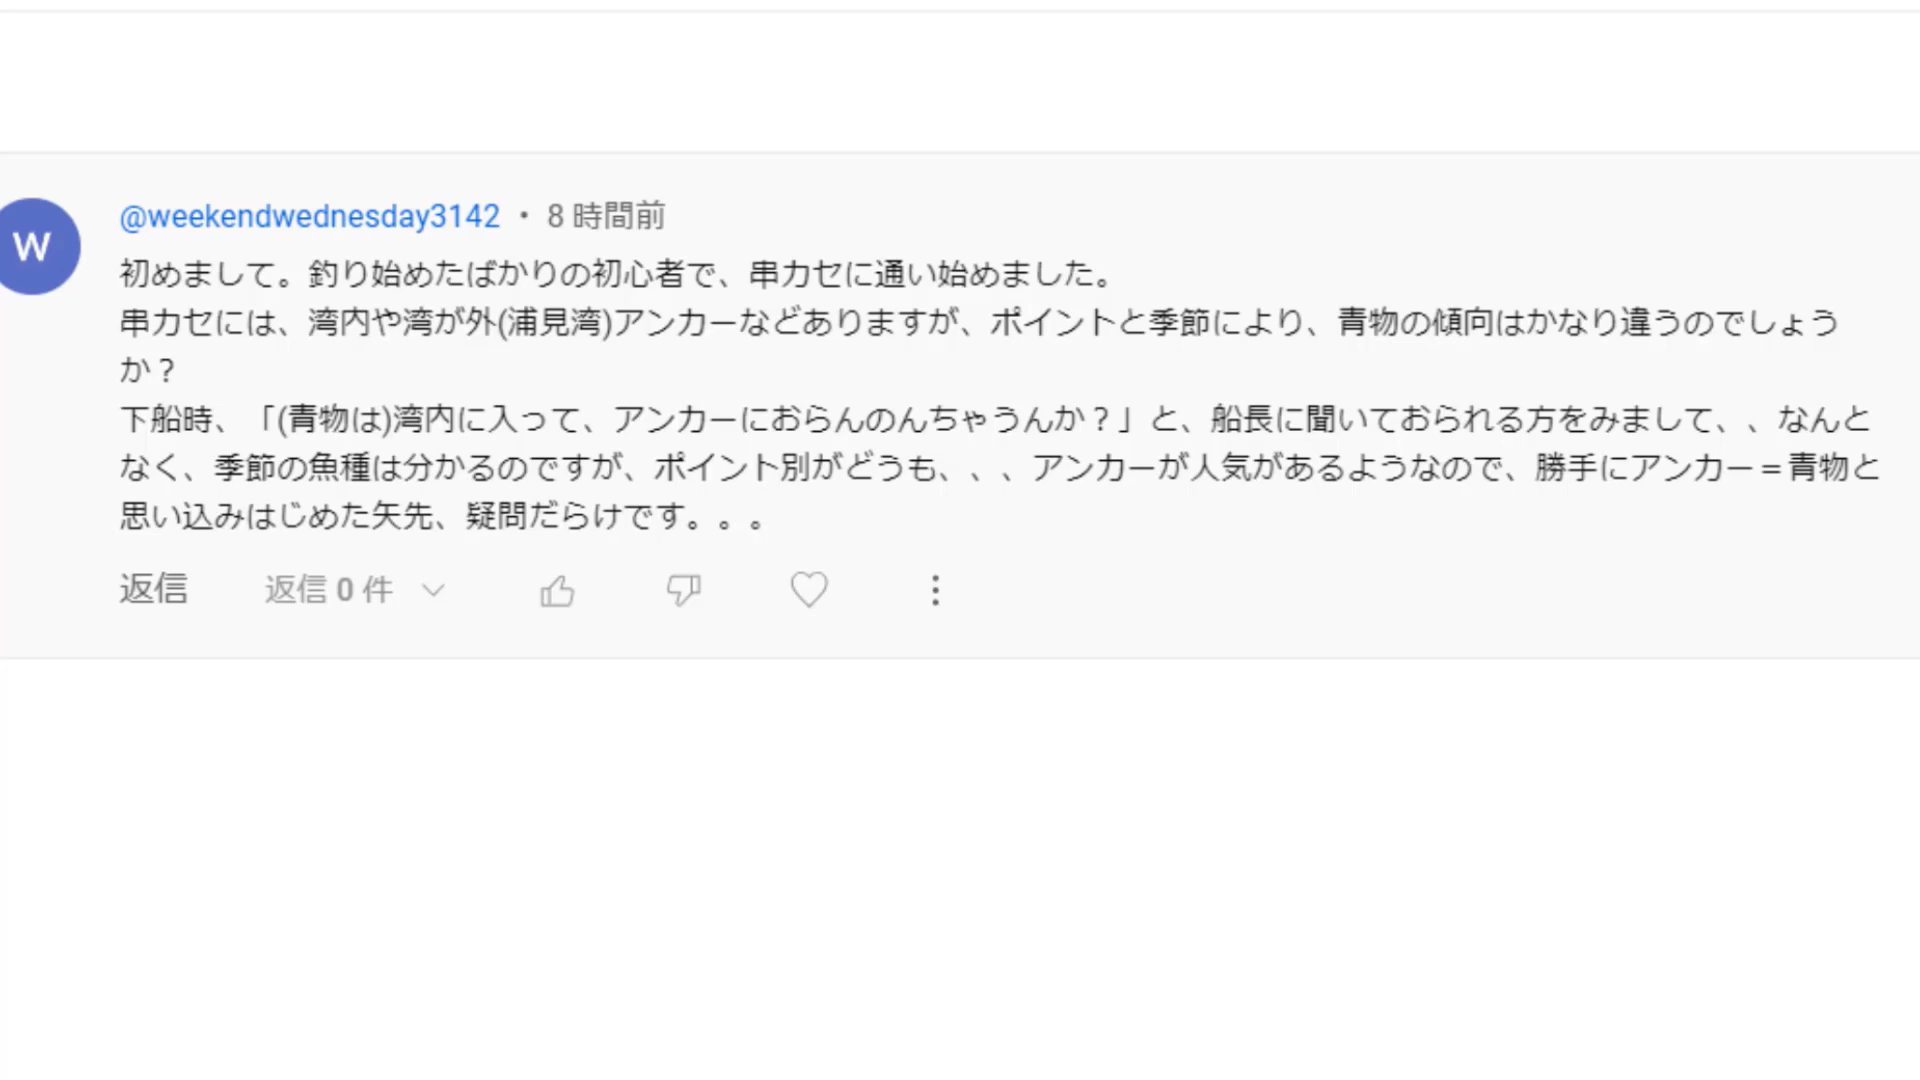 W
@weekendwednesday3142 • 8 時間前
初めまして。釣り始めたばかりの初心者で、串カセに通い始めました。
串カセには、湾内や湾が外(浦見湾)アンカーなどありますが、ポイントと季節により、青物の傾向はかなり違うのでしょう
か？
下船時、「(青物は)湾内に入って、アンカーにおらんのんちゃうんか？」と、船長に聞いておられる方をみまして、、なんと
なく、季節の魚種は分かるのですが、ポイント別がどうも、、、アンカーが人気があるようなので、勝手にアンカー＝青物と
思い込みはじめた矢先、疑問だらけです。。。
返信 返信 0 件